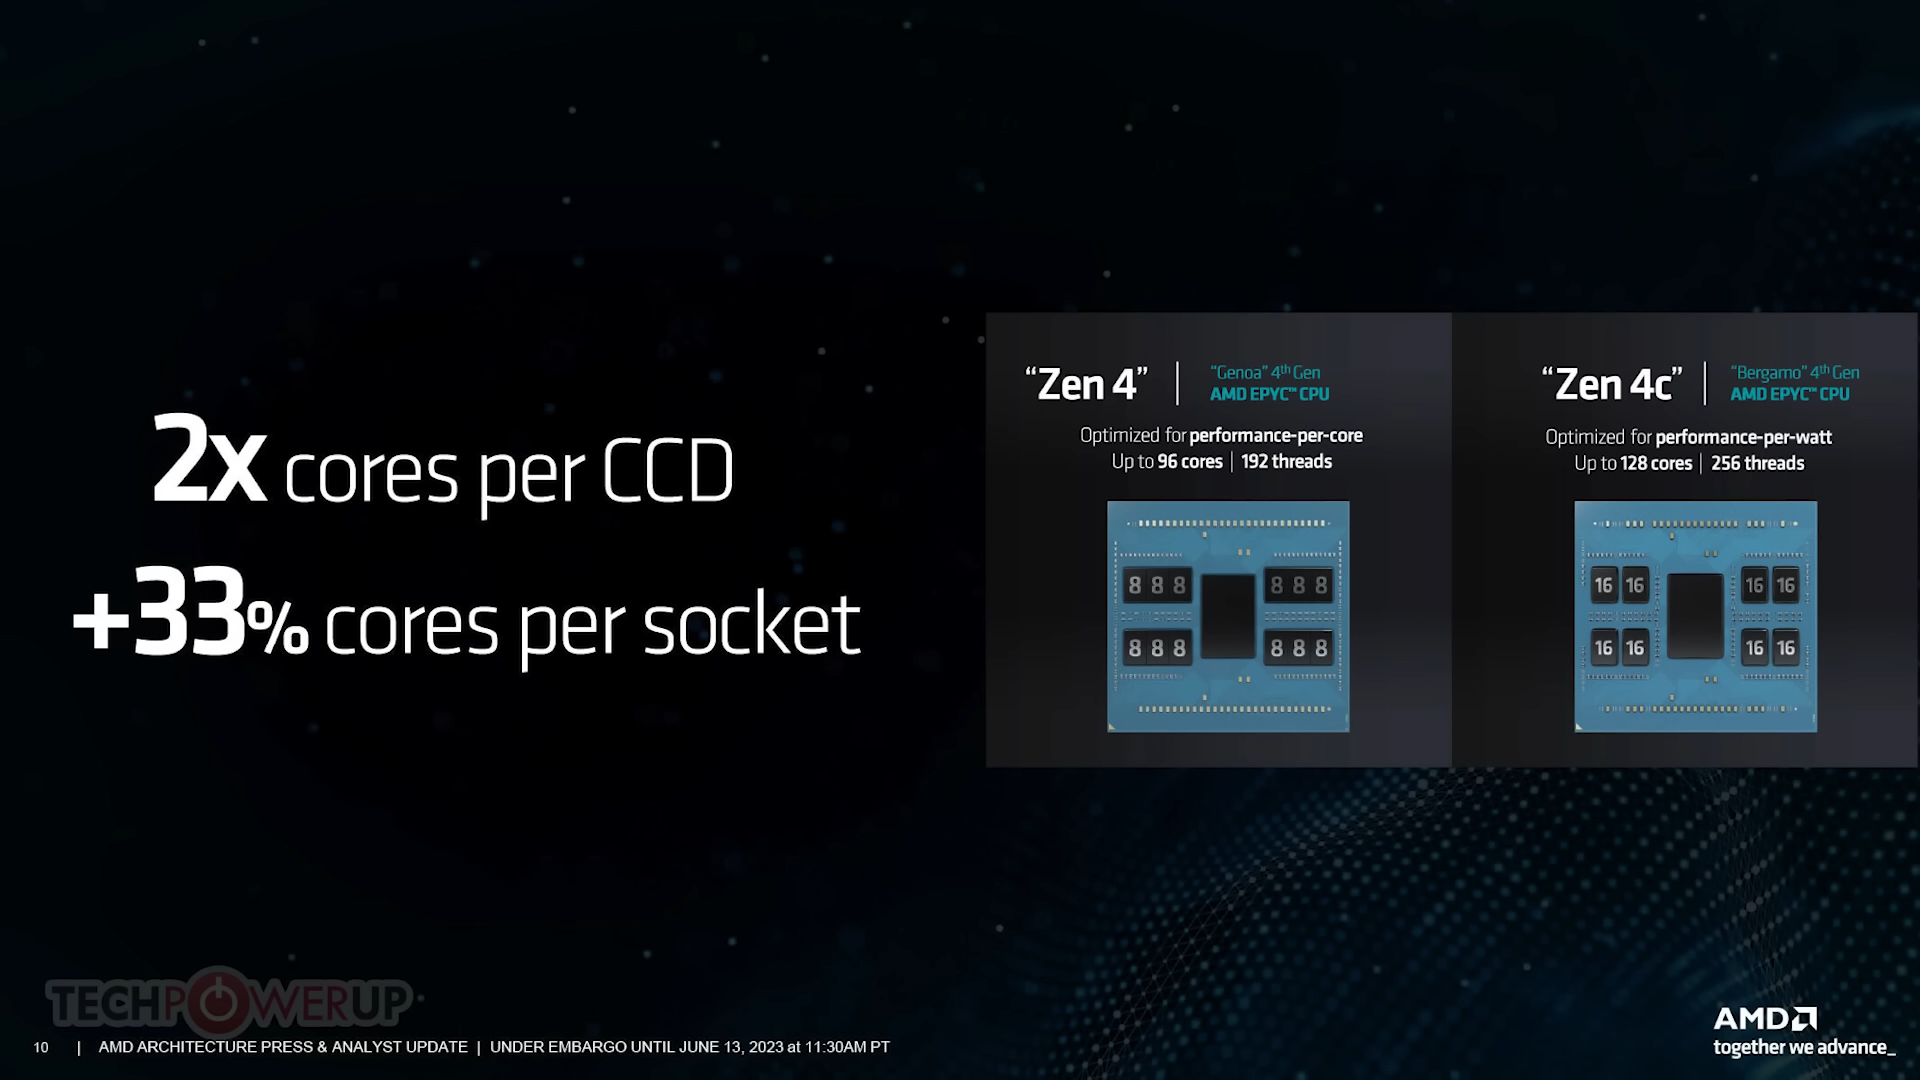 2x cores per CCD
+33% cores per socket
“Zen 4”
“Genoa” 4th Gen
AMD EPYC™ CPU
Optimized for performance-per-core
Up to 96 cores | 192 threads
8 8 8 8 8 8
8 8 8 8 8 8
“Zen 4c”
“Bergamo” 4th Gen
AMD EPYC™ CPU
Optimized for performance-per-watt
Up to 128 cores | 256 threads
16 16 16 16
16 16 16 16
TECHPOWERUP
10 | AMD ARCHITECTURE PRESS & ANALYST UPDATE | UNDER EMBARGO UNTIL JUNE 13, 2023 at 11:30AM PT
AMD
together we advance_